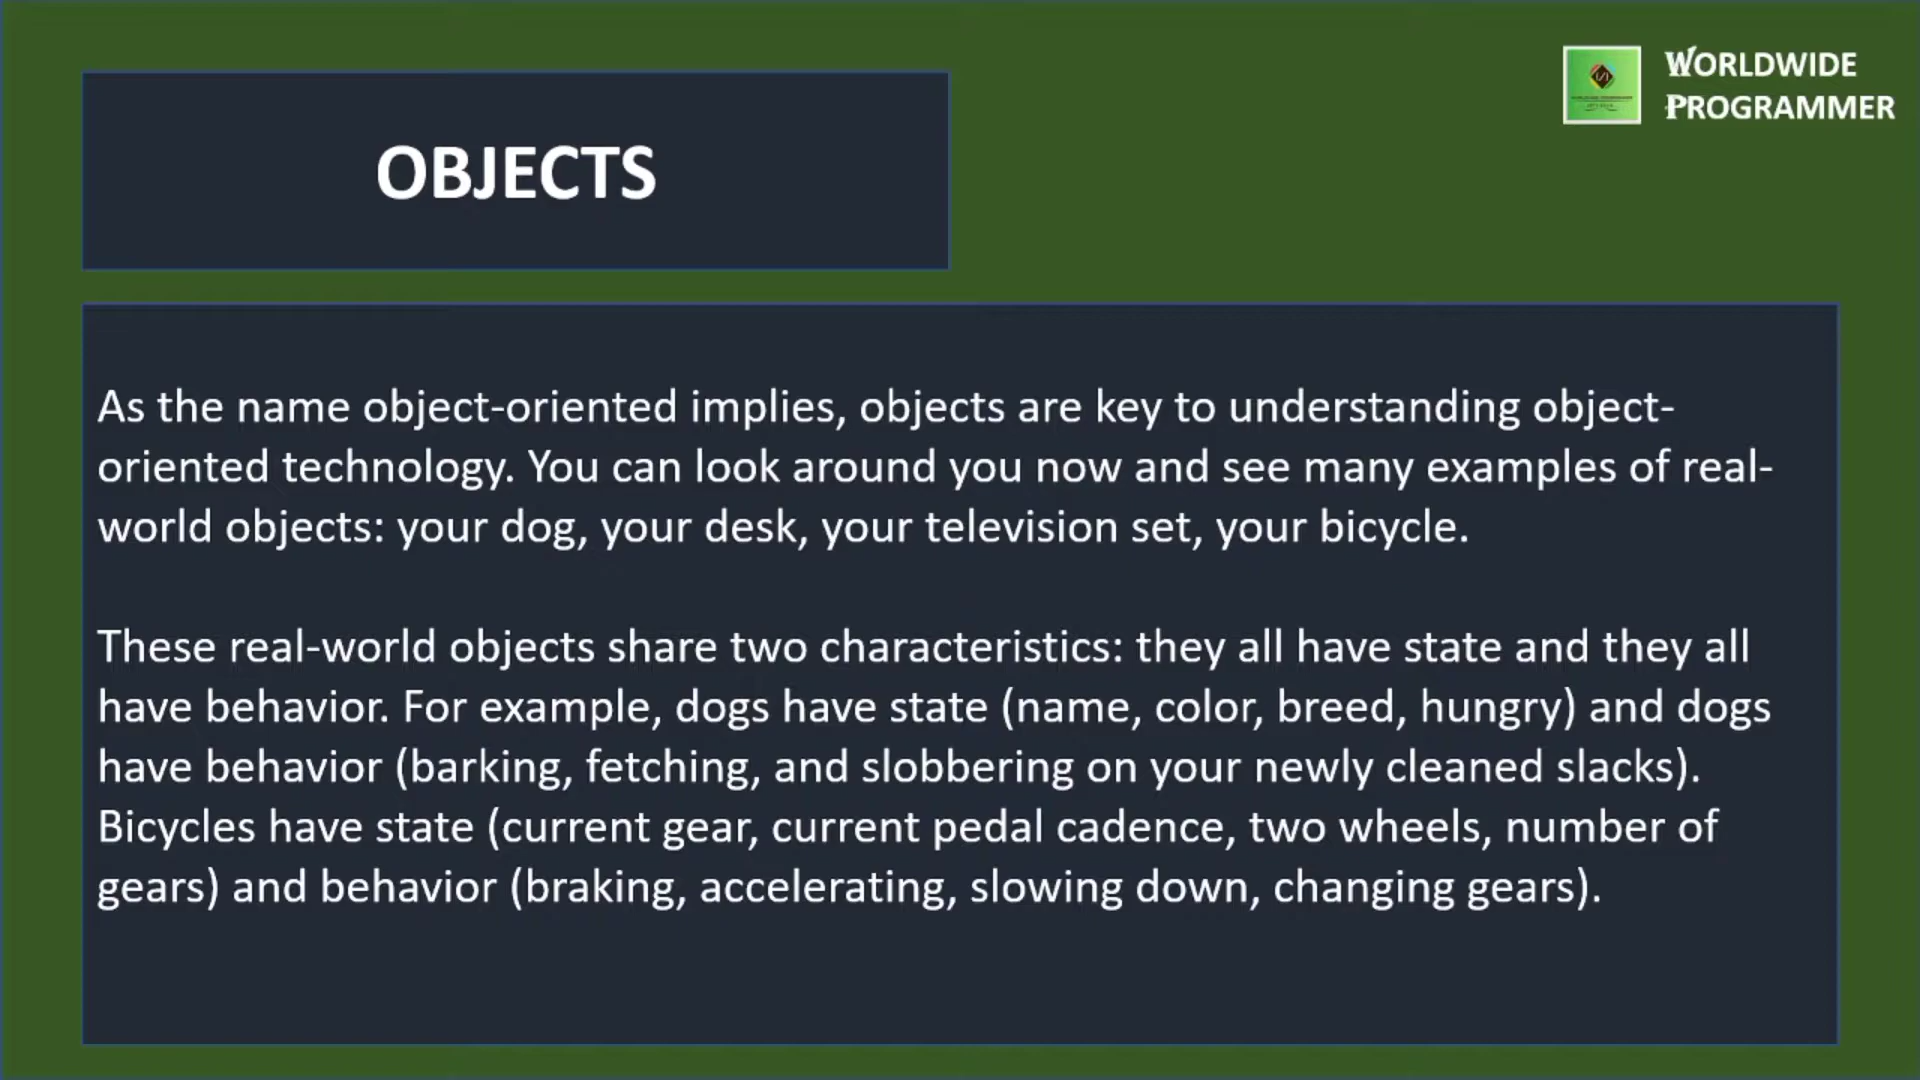 OBJECTS
WORLDWIDE
PROGRAMMER
As the name object-oriented implies, objects are key to understanding object-
oriented technology. You can look around you now and see many examples of real-
world objects: your dog, your desk, your television set, your bicycle.
These real-world objects share two characteristics: they all have state and they all
have behavior. For example, dogs have state (name, color, breed, hungry) and dogs
have behavior (barking, fetching, and slobbering on your newly cleaned slacks).
Bicycles have state (current gear, current pedal cadence, two wheels, number of
gears) and behavior (braking, accelerating, slowing down, changing gears).